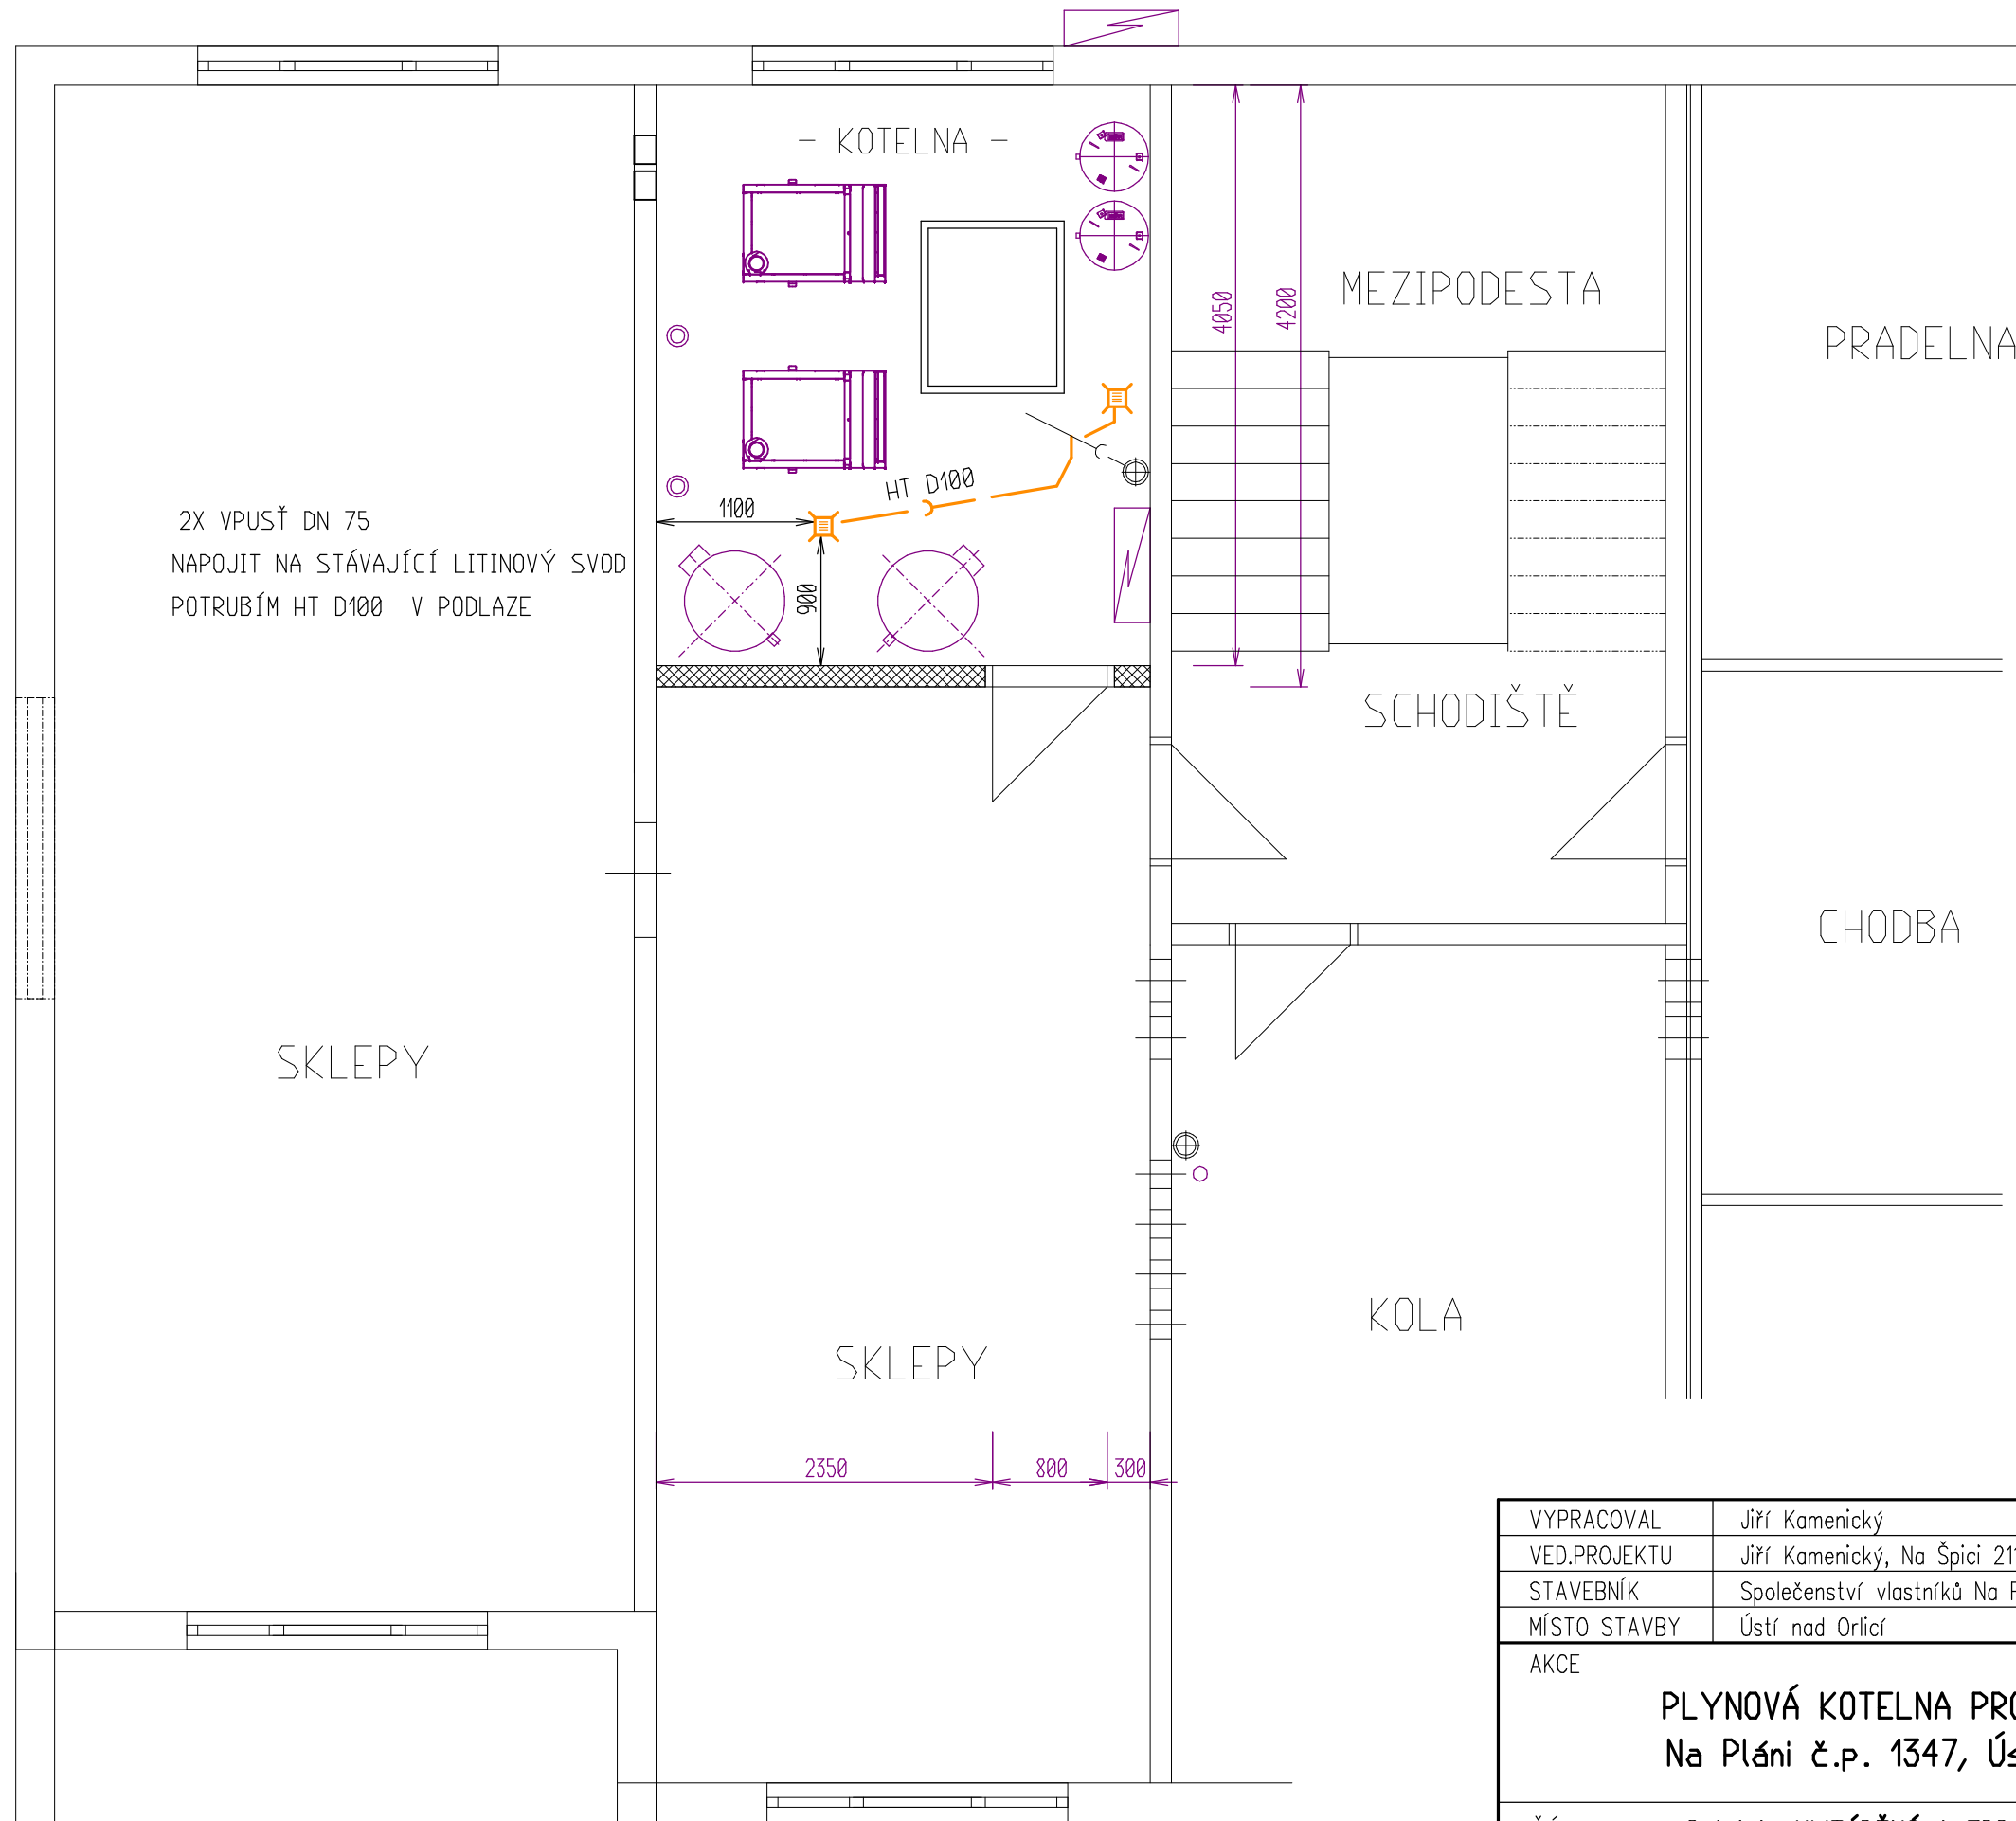 - KOTELNA -
MEZIPODESTA
PRADELNA
4050
4200
HT D100
1100
900
2X VPUSŤ DN 75
NAPOJIT NA STÁVAJÍCÍ LITINOVÝ SVOD
POTRUBÍM HT D100 V PODLAZE
SCHODIŠTĚ
CHODBA
SKLEPY
KOLA
SKLEPY
2350
800
300
VYPRACOVAL Jiří Kamenický
VED.PROJEKTU Jiří Kamenický, Na Špici 21
STAVEBNÍK Společenství vlastníků Na
MÍSTO STAVBY Ústí nad Orlicí
AKCE
PLYNOVÁ KOTELNA PRO
Na Pláni č.p. 1347,